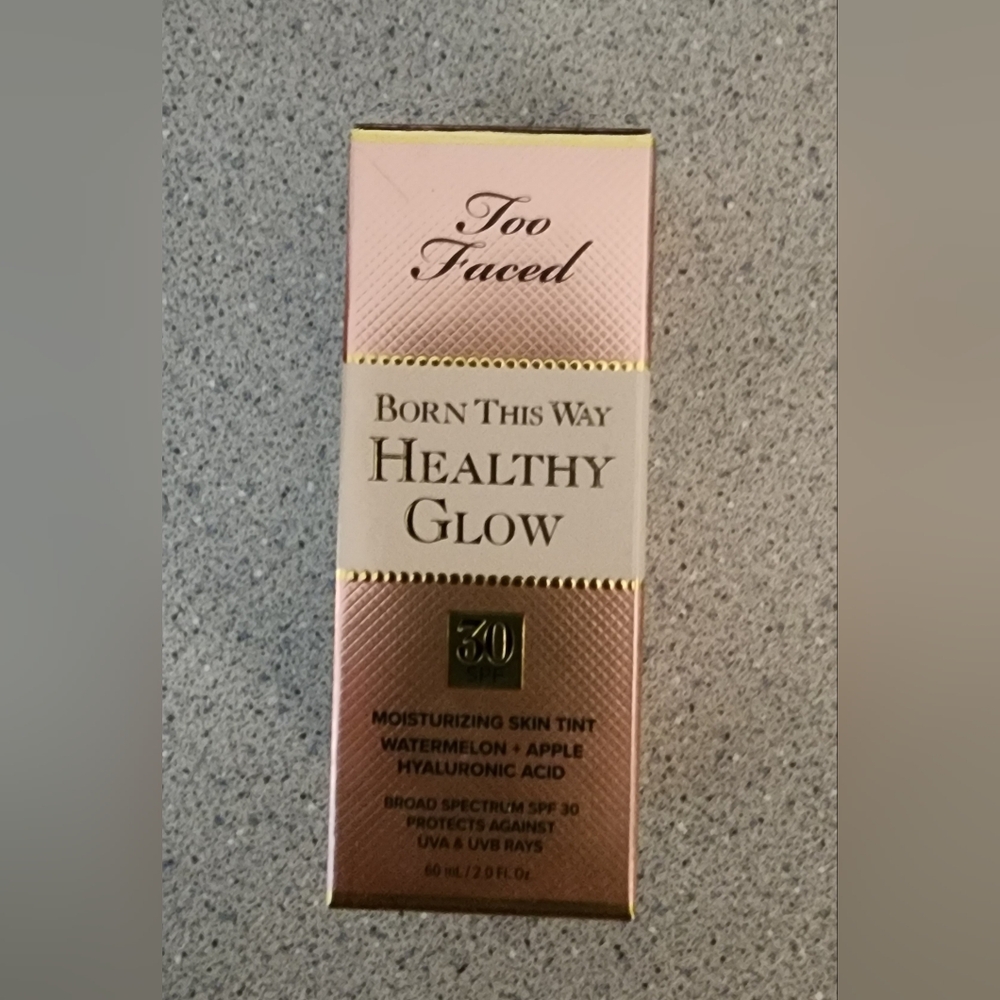 Too
Faced
BORN THIS WAY
HEALTHY
GLOW
30
SPF
MOISTURIZING SKIN TINT
WATERMELON + APPLE
HYALURONIC ACID
BROAD SPECTRUM SPF 30
PROTECTS AGAINST
UVA & UVB RAYS
60 mL / 2.0 Fl. Oz.